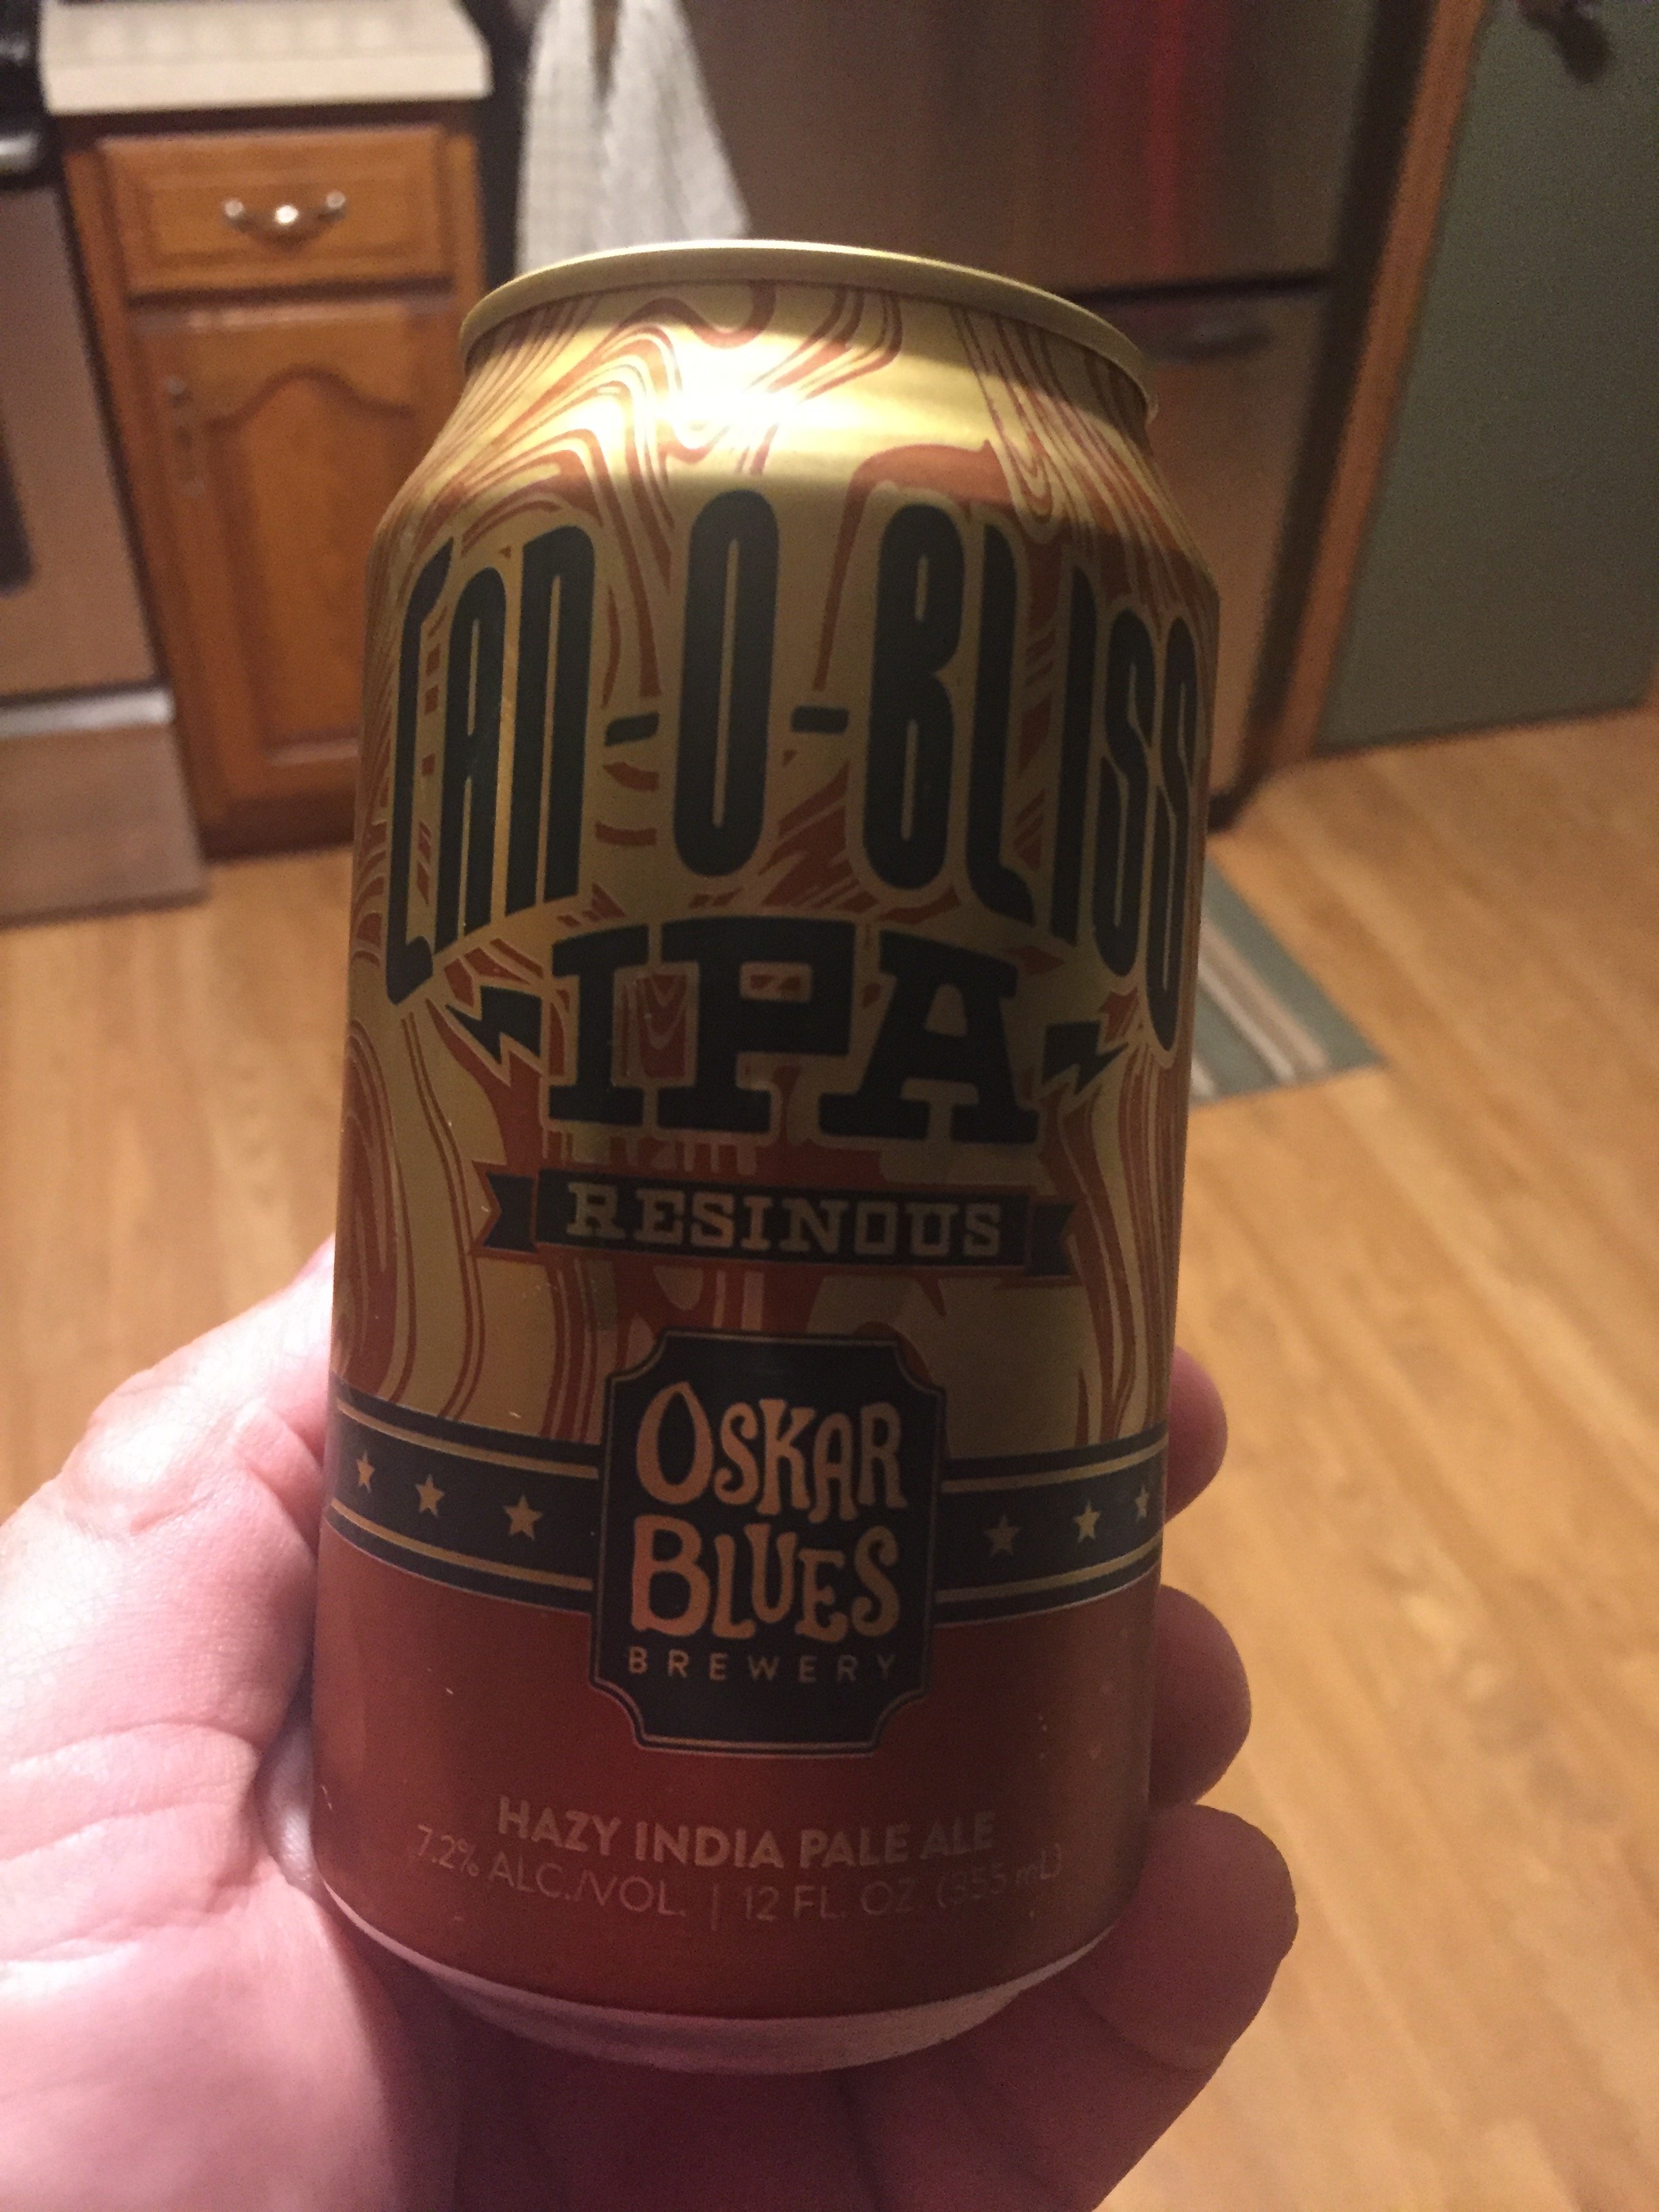 CAN-O-BLISS
IPA
RESINOUS
OSKAR
BLUES
BREWERY
HAZY INDIA PALE ALE
7.2% ALC./VOL. | 12 FL. OZ. (355 mL)